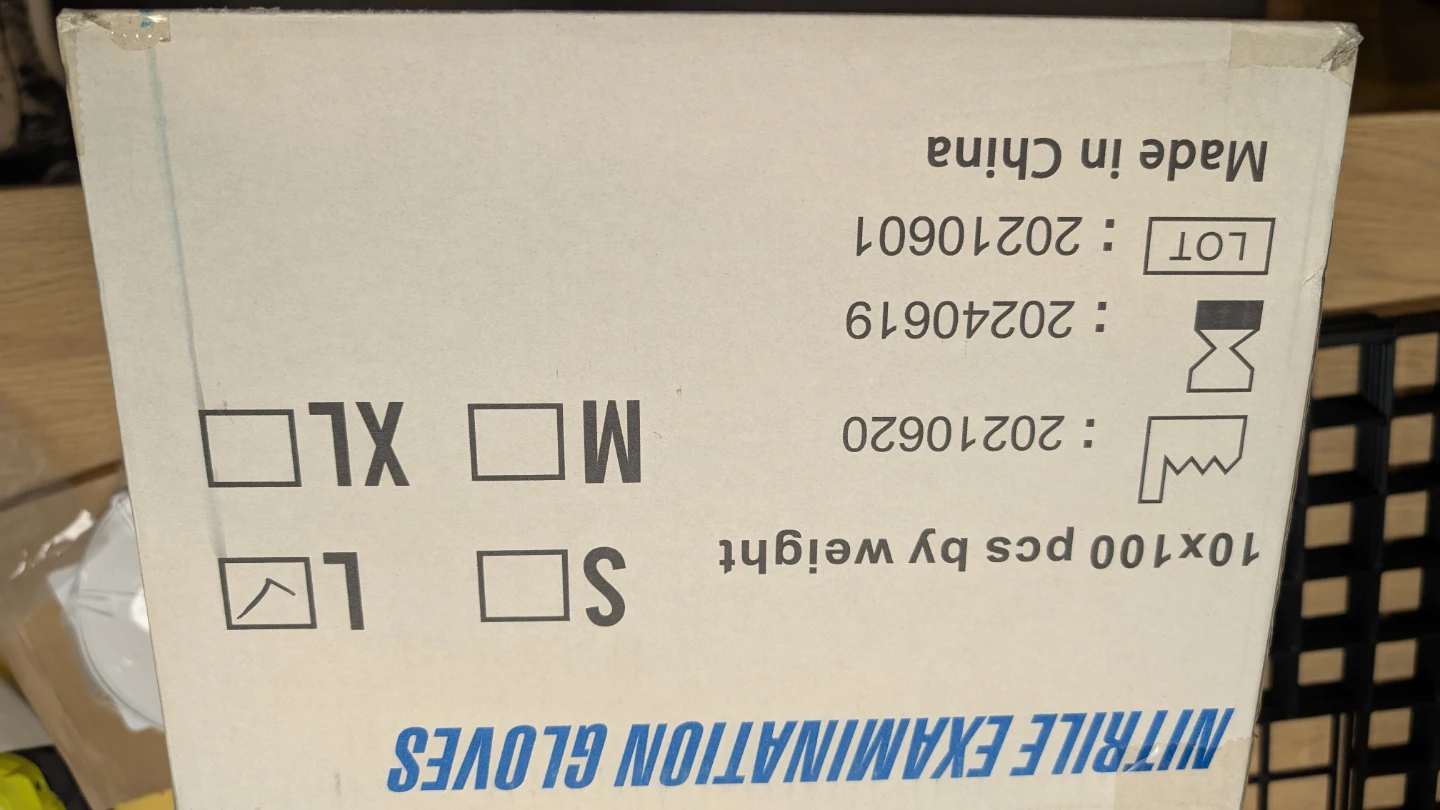 NITRILE EXAMINATION GLOVES
10x100 pcs by weight
: 20210620
: 20240619
LOT : 20210601
Made in China
S L
M XL